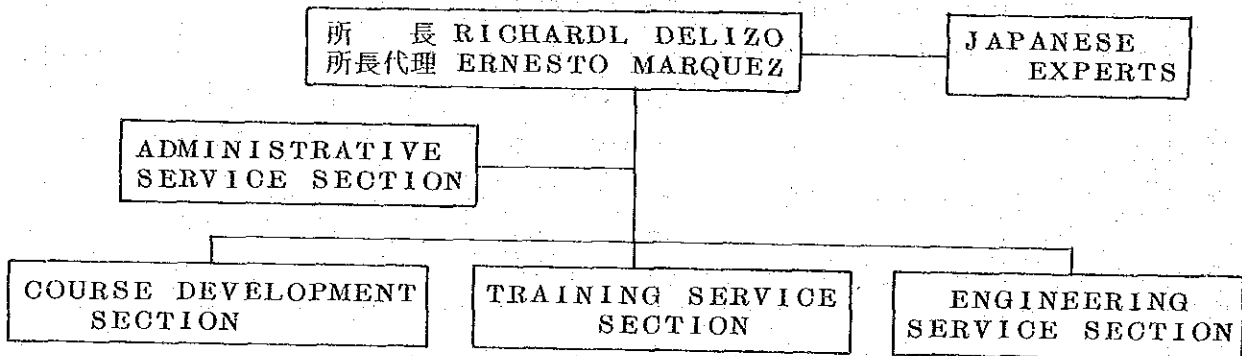 所 長 RICHARDL DELIZO
所長代理 ERNESTO MARQUEZ
JAPANESE
EXPERTS
ADMINISTRATIVE
SERVICE SECTION
COURSE DEVELOPMENT
SECTION
TRAINING SERVICE
SECTION
ENGINEERING
SERVICE SECTION